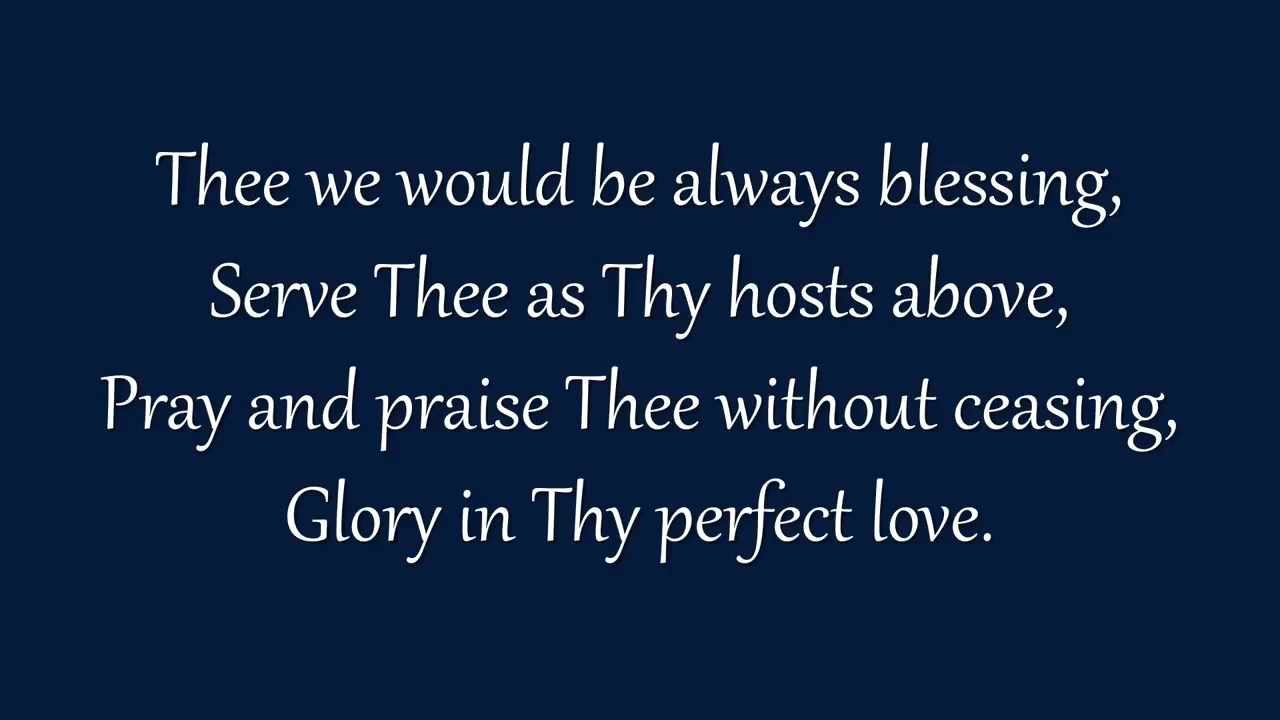 Thee we would be always blessing,
Serve Thee as Thy hosts above,
Pray and praise Thee without ceasing,
Glory in Thy perfect love.